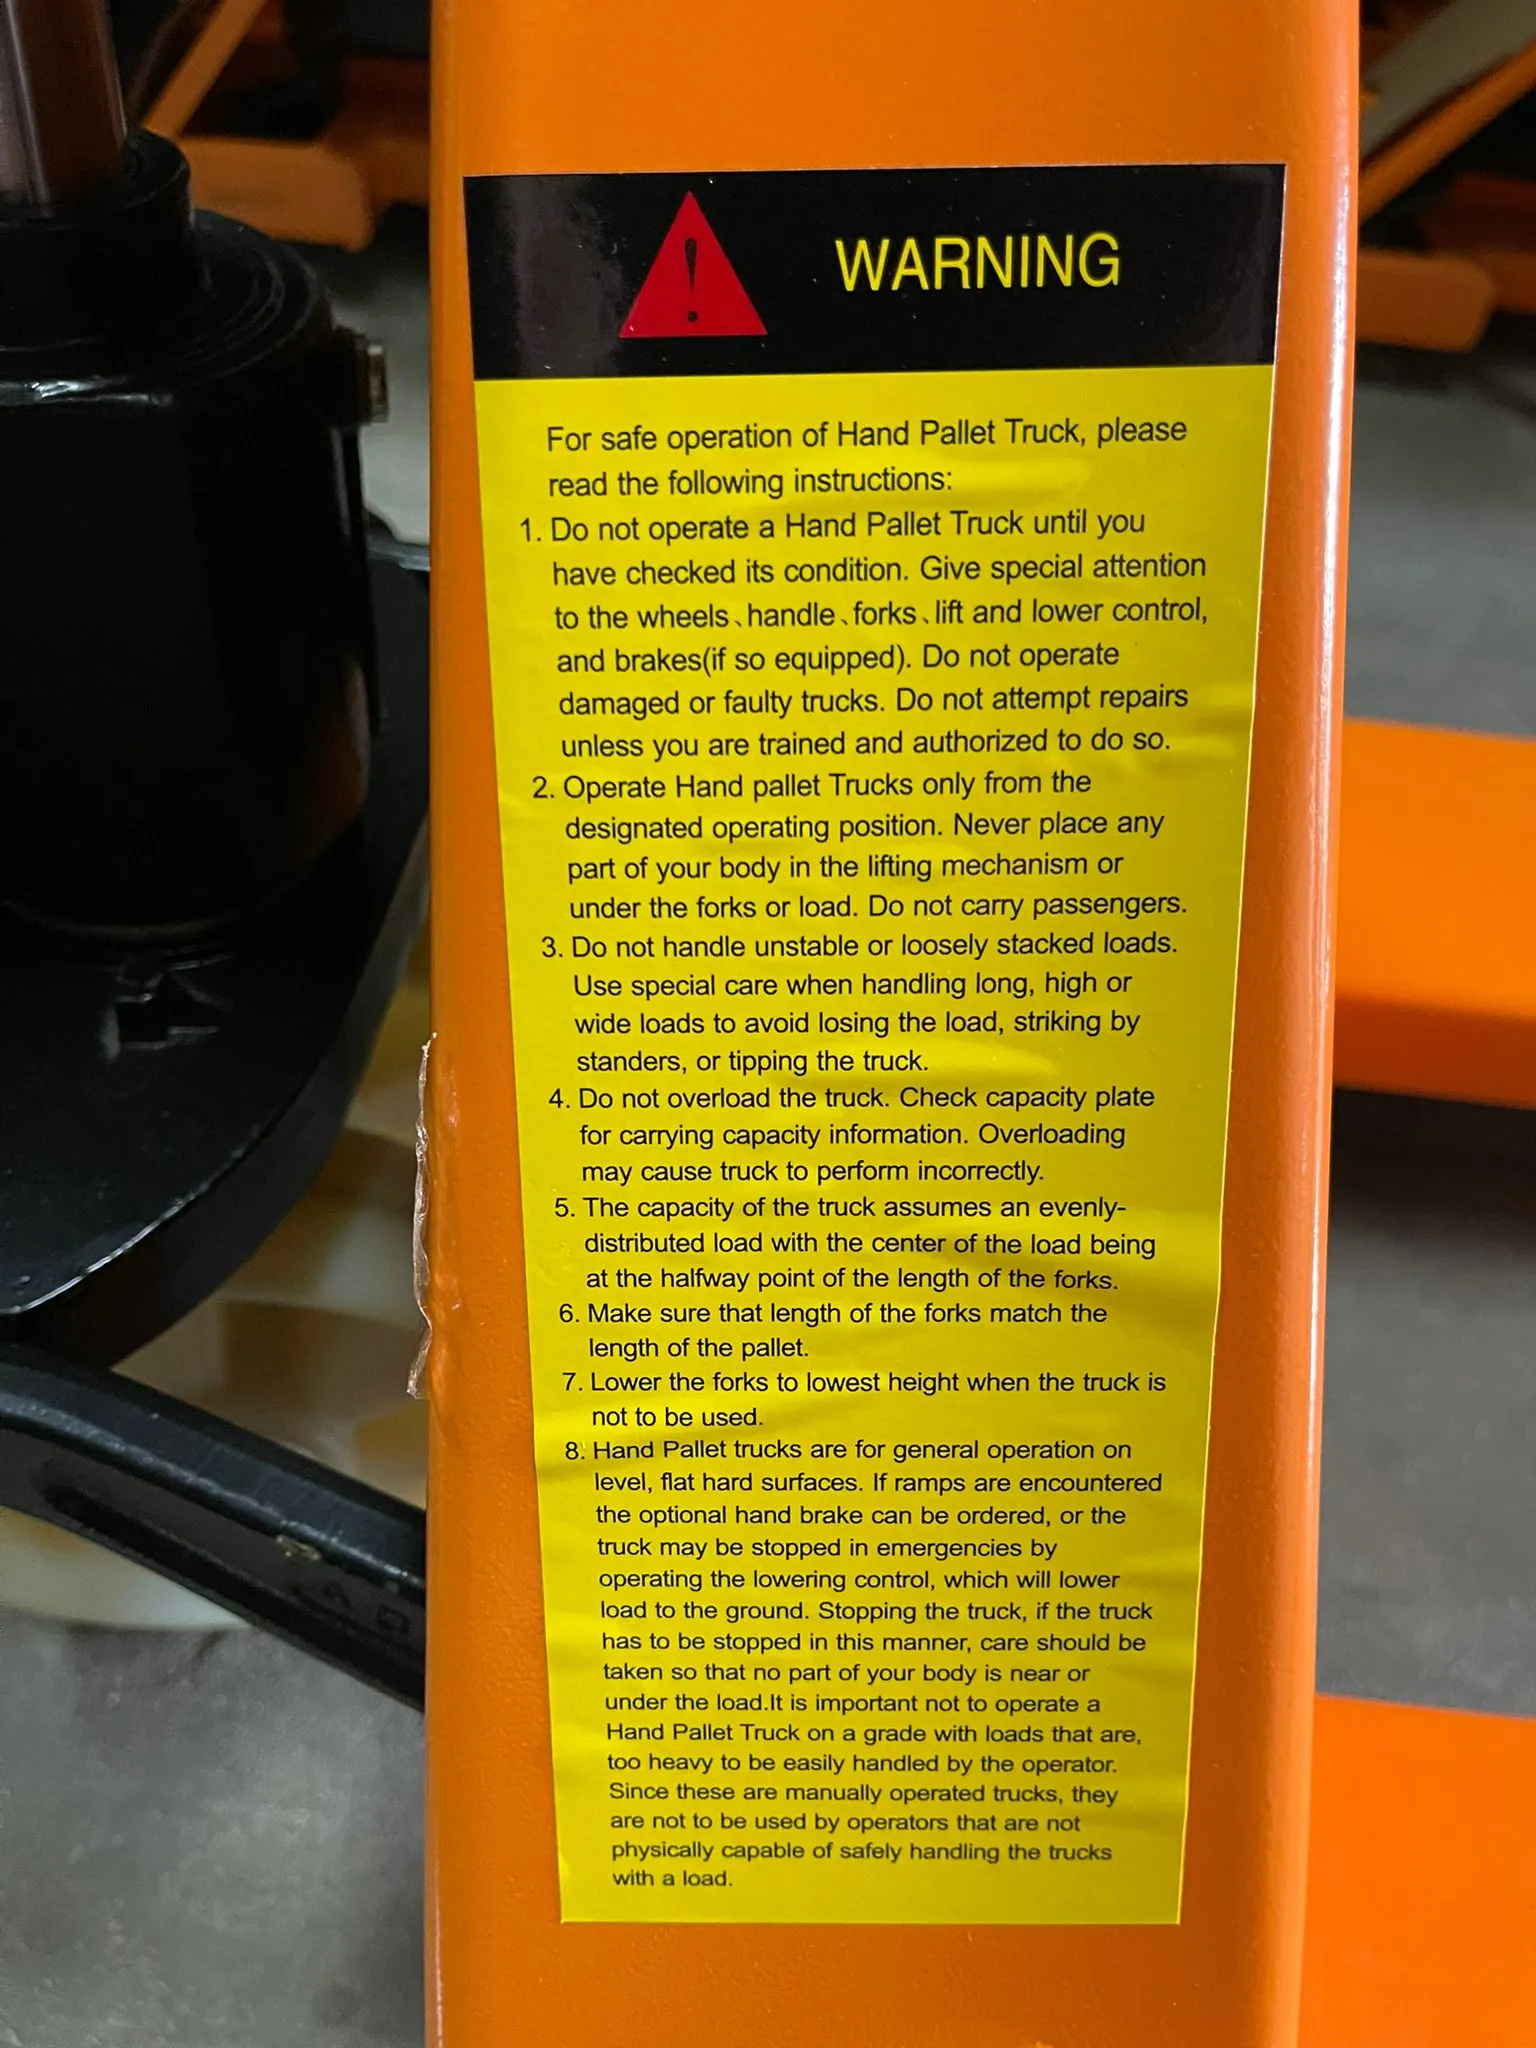 WARNING
For safe operation of Hand Pallet Truck, please
read the following instructions:
1. Do not operate a Hand Pallet Truck until you
have checked its condition. Give special attention
to the wheels、handle、forks、lift and lower control,
and brakes(if so equipped). Do not operate
damaged or faulty trucks. Do not attempt repairs
unless you are trained and authorized to do so.
2. Operate Hand pallet Trucks only from the
designated operating position. Never place any
part of your body in the lifting mechanism or
under the forks or load. Do not carry passengers.
3. Do not handle unstable or loosely stacked loads.
Use special care when handling long, high or
wide loads to avoid losing the load, striking by
standers, or tipping the truck.
4. Do not overload the truck. Check capacity plate
for carrying capacity information. Overloading
may cause truck to perform incorrectly.
5. The capacity of the truck assumes an evenly-
distributed load with the center of the load being
at the halfway point of the length of the forks.
6. Make sure that length of the forks match the
length of the pallet.
7. Lower the forks to lowest height when the truck is
not to be used.
8. Hand Pallet trucks are for general operation on
level, flat hard surfaces. If ramps are encountered
the optional hand brake can be ordered, or the
truck may be stopped in emergencies by
operating the lowering control, which will lower
load to the ground. Stopping the truck, if the truck
has to be stopped in this manner, care should be
taken so that no part of your body is near or
under the load.It is important not to operate a
Hand Pallet Truck on a grade with loads that are,
too heavy to be easily handled by the operator.
Since these are manually operated trucks, they
are not to be used by operators that are not
physically capable of safely handling the trucks
with a load.